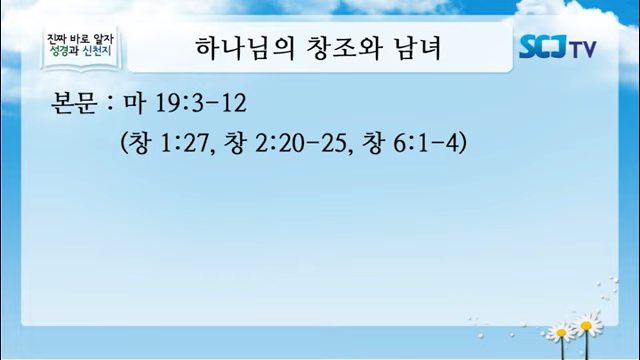 진짜 바로 알자
성경과 신천지
하나님의 창조와 남녀
SCJ TV
본문 : 마 19:3-12
(창 1:27, 창 2:20-25, 창 6:1-4)